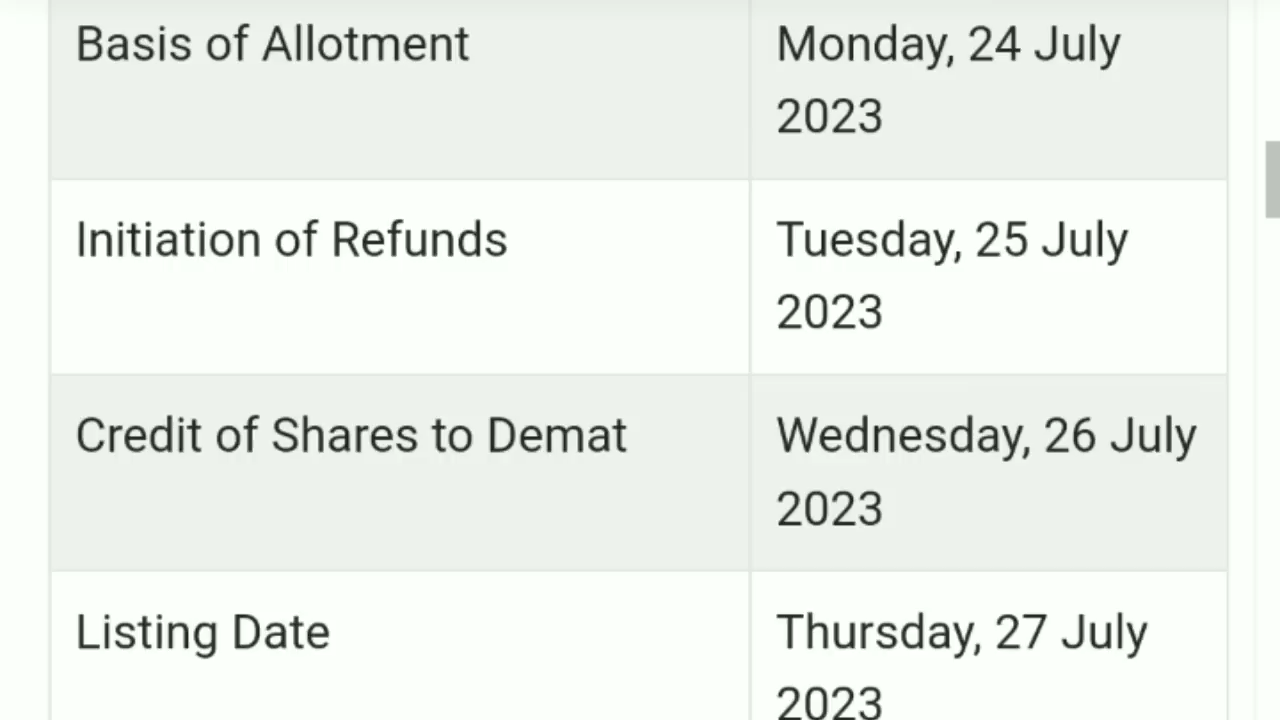 Basis of Allotment
Monday, 24 July
2023
Initiation of Refunds
Tuesday, 25 July
2023
Credit of Shares to Demat
Wednesday, 26 July
2023
Listing Date
Thursday, 27 July
2023